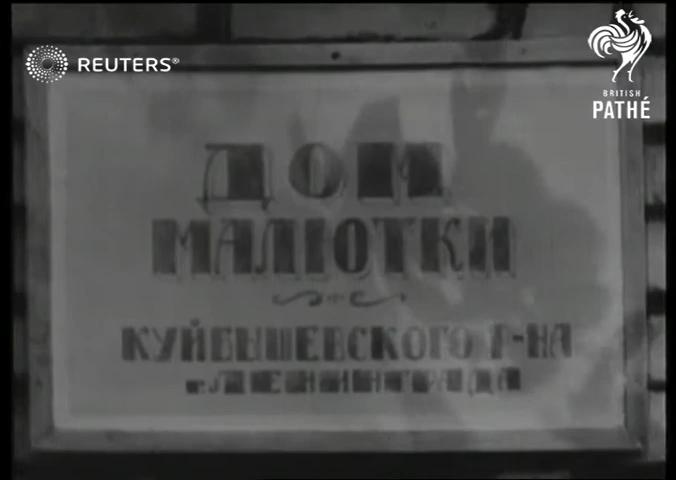 REUTERS®
BRITISH
PATHÉ
ДОМ
МАЛЮТКИ
КУЙБЫШЕВСКОГО Р-НА
г. ЛЕНИНГРАДА